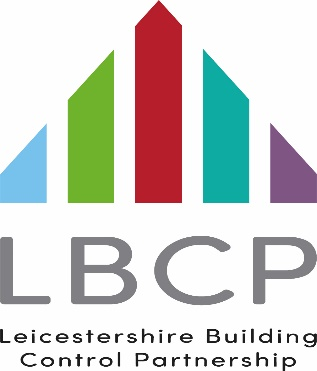 LBCP
Leicestershire Building
Control Partnership